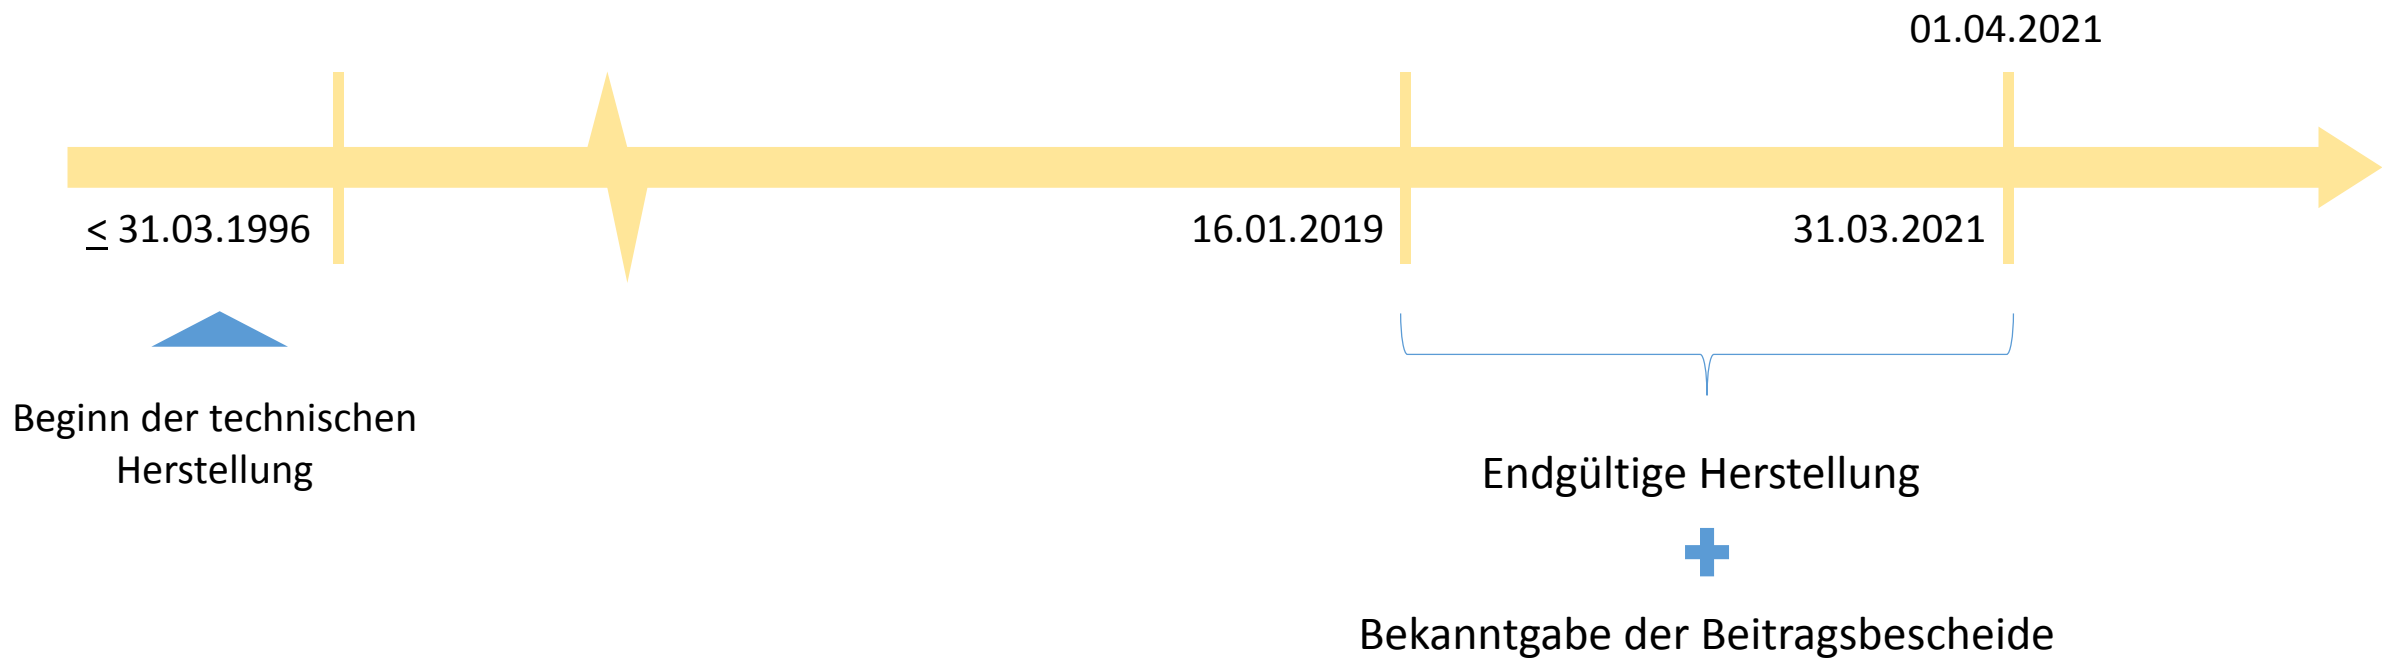 01.04.2021
≤ 31.03.1996
16.01.2019
31.03.2021
Beginn der technischen
Herstellung
Endgültige Herstellung
Bekanntgabe der Beitragsbescheide